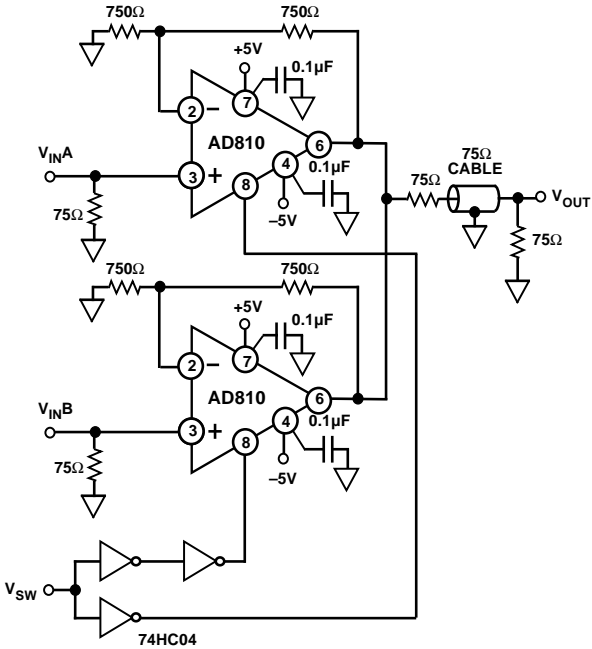 750Ω
750Ω
+5V
0.1µF
2
–
7
AD810
6
V_INA
3
+
4
0.1µF
8
75Ω
–5V
75Ω
75Ω
CABLE
V_OUT
75Ω
750Ω
750Ω
+5V
0.1µF
2
–
7
AD810
6
V_INB
3
+
4
0.1µF
8
75Ω
–5V
V_SW
74HC04